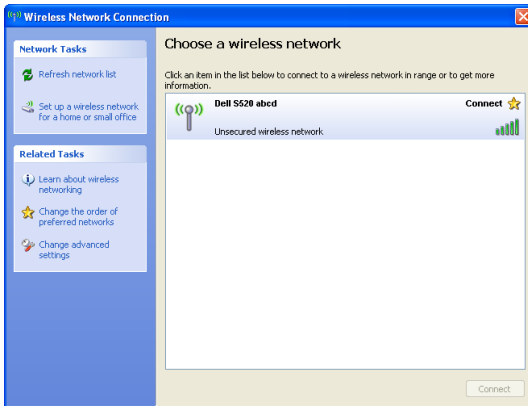 Wireless Network Connection
Network Tasks
Refresh network list
Set up a wireless network
for a home or small office
Related Tasks
Learn about wireless
networking
Change the order of
preferred networks
Change advanced
settings
Choose a wireless network
Click an item in the list below to connect to a wireless network in range or to get more
information.
Dell S520 abcd Connect
Unsecured wireless network
Connect